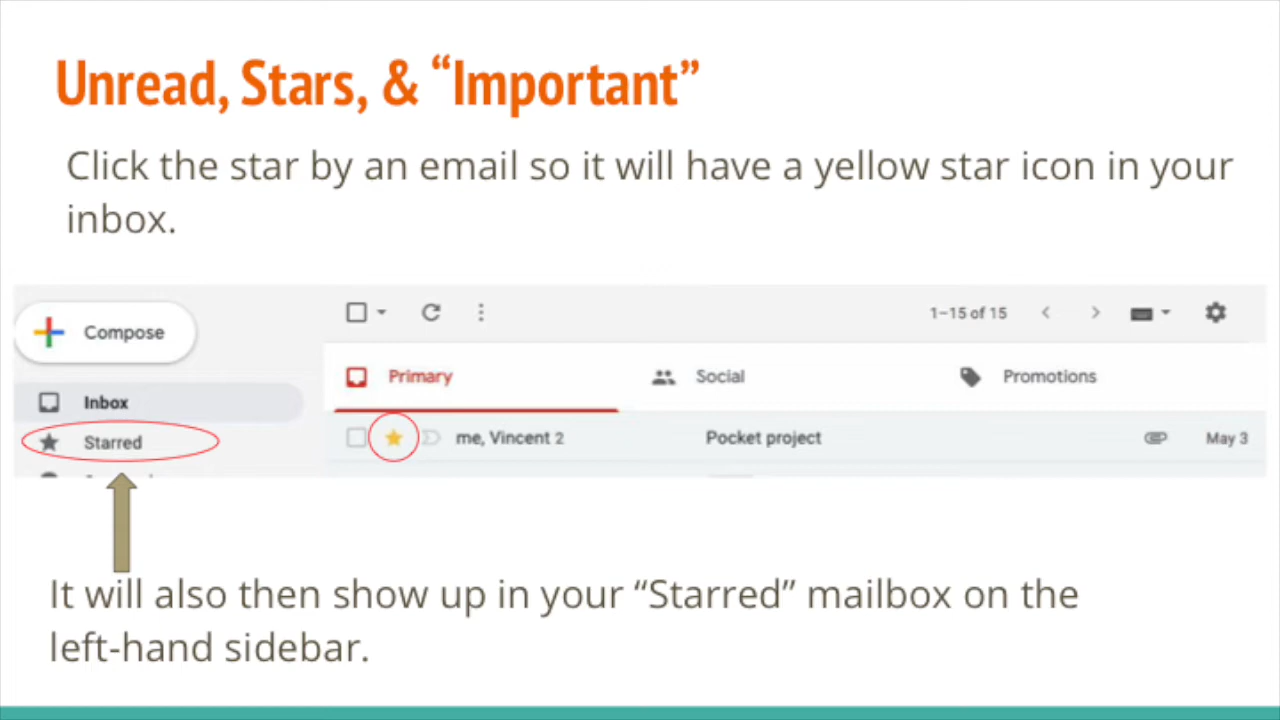 Unread, Stars, & “Important”
Click the star by an email so it will have a yellow star icon in your
inbox.
Compose
1–15 of 15
Primary
Social
Promotions
Inbox
Starred
me, Vincent 2
Pocket project
May 3
It will also then show up in your “Starred” mailbox on the
left-hand sidebar.